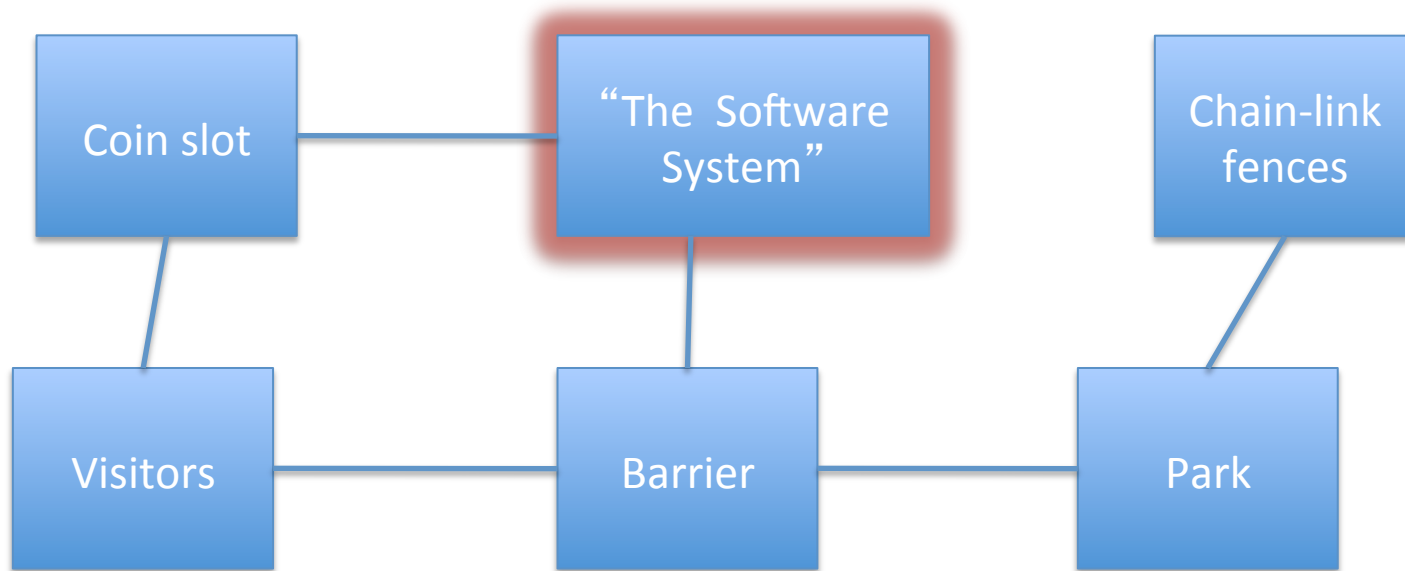 Coin slot
“The Software
System”
Chain-link
fences
Visitors
Barrier
Park